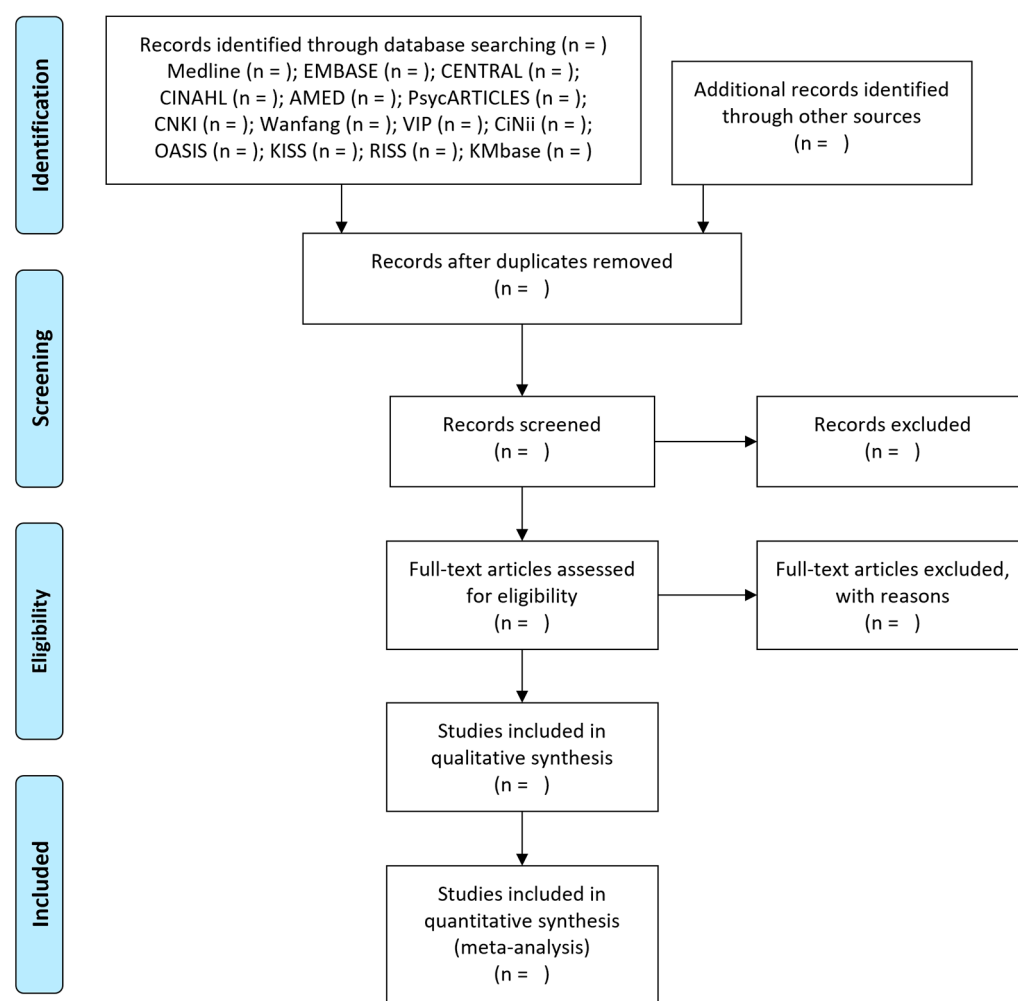 Identification
Records identified through database searching (n = )
Medline (n = ); EMBASE (n = ); CENTRAL (n = );
CINAHL (n = ); AMED (n = ); PsycARTICLES (n = );
CNKI (n = ); Wanfang (n = ); VIP (n = ); CiNii (n = );
OASIS (n = ); KISS (n = ); RISS (n = ); KMbase (n = )
Additional records identified
through other sources
(n =   )
Records after duplicates removed
(n =   )
Screening
Records screened
(n =   )
Records excluded
(n =   )
Eligibility
Full-text articles assessed
for eligibility
(n =   )
Full-text articles excluded,
with reasons
(n =   )
Studies included in
qualitative synthesis
(n =   )
Included
Studies included in
quantitative synthesis
(meta-analysis)
(n =   )